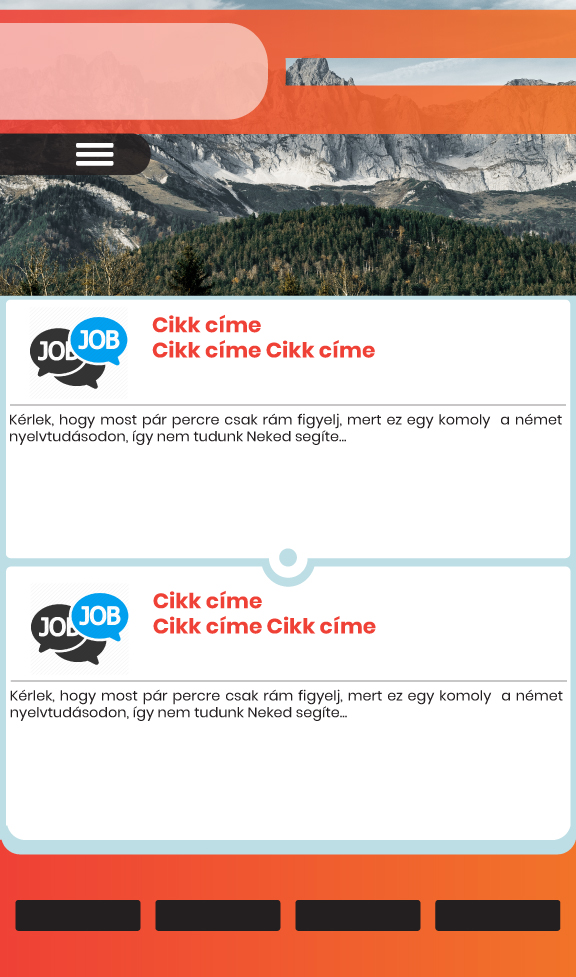 JOB JOB
Cikk címe
Cikk címe Cikk címe
Kérlek, hogy most pár percre csak rám figyelj, mert ez egy komoly a német
nyelvtudásodon, így nem tudunk Neked segíte...
JOB JOB
Cikk címe
Cikk címe Cikk címe
Kérlek, hogy most pár percre csak rám figyelj, mert ez egy komoly a német
nyelvtudásodon, így nem tudunk Neked segíte...